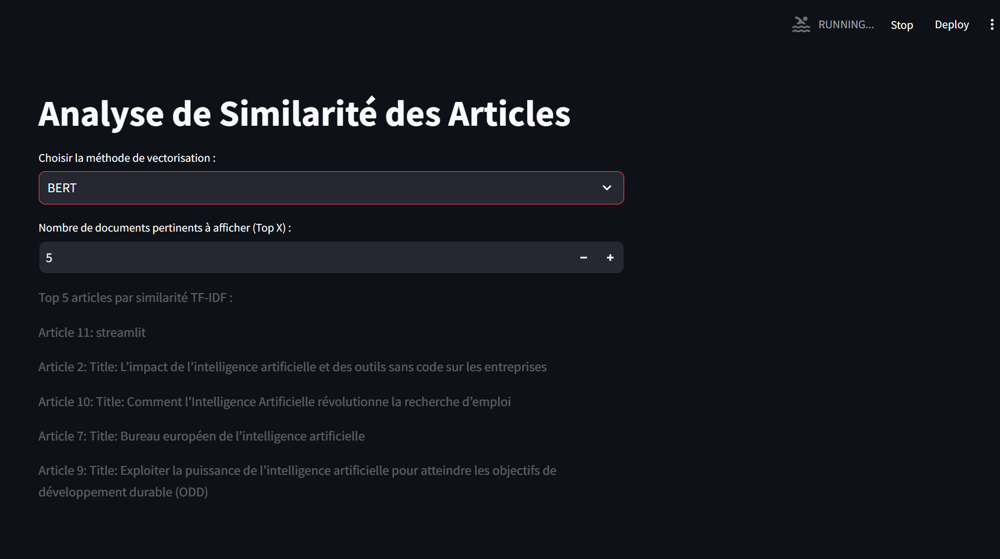 RUNNING... Stop Deploy
Analyse de Similarité des Articles
Choisir la méthode de vectorisation :
BERT
Nombre de documents pertinents à afficher (Top X) :
5
Top 5 articles par similarité TF-IDF :
Article 11: streamlit
Article 2: Title: L’impact de l’intelligence artificielle et des outils sans code sur les entreprises
Article 10: Title: Comment l’Intelligence Artificielle révolutionne la recherche d’emploi
Article 7: Title: Bureau européen de l’intelligence artificielle
Article 9: Title: Exploiter la puissance de l’intelligence artificielle pour atteindre les objectifs de
développement durable (ODD)